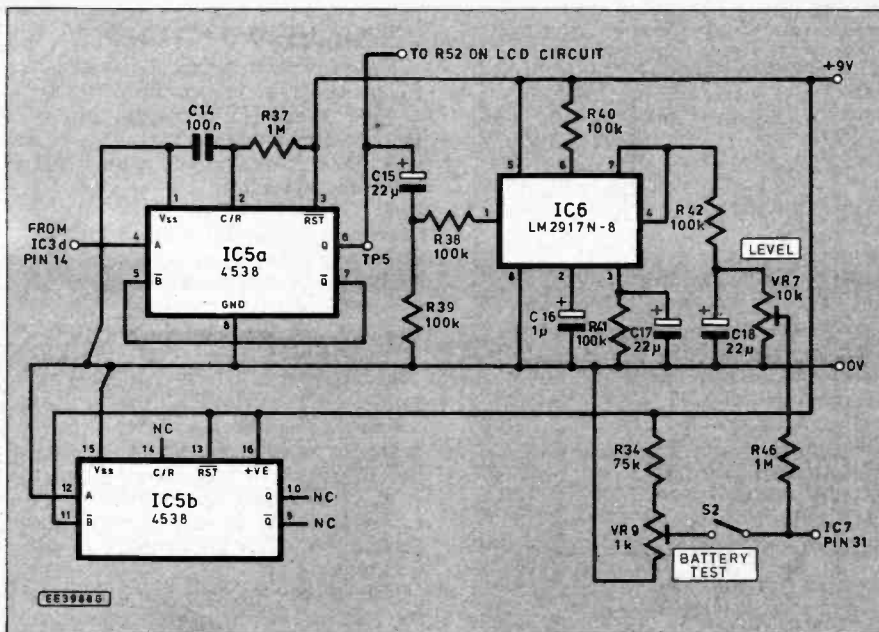 TO R52 ON LCD CIRCUIT
+9V
C14
100n
R37
1M
R40
100k
C15
22µ
+
1
2
3
Vss
C/R
RST
FROM
IC3d
PIN 14
4
A
IC5a
4538
Q
6
TP5
5
B
Q
7
GND
8
R38
100k
R39
100k
5
6
7
1
IC6
LM2917N-8
4
8
2
3
R42
100k
LEVEL
VR7
10k
+
C16
1µ
R41
100k
+
C17
22µ
+
C18
22µ
0V
NC
15
14
13
16
Vss
C/R
RST
+VE
12
A
IC5b
4538
Q
10
NC
11
B
Q
9
NC
R34
75k
R46
1M
VR9
1k
S2
BATTERY
TEST
IC7
PIN 31
EE3988G